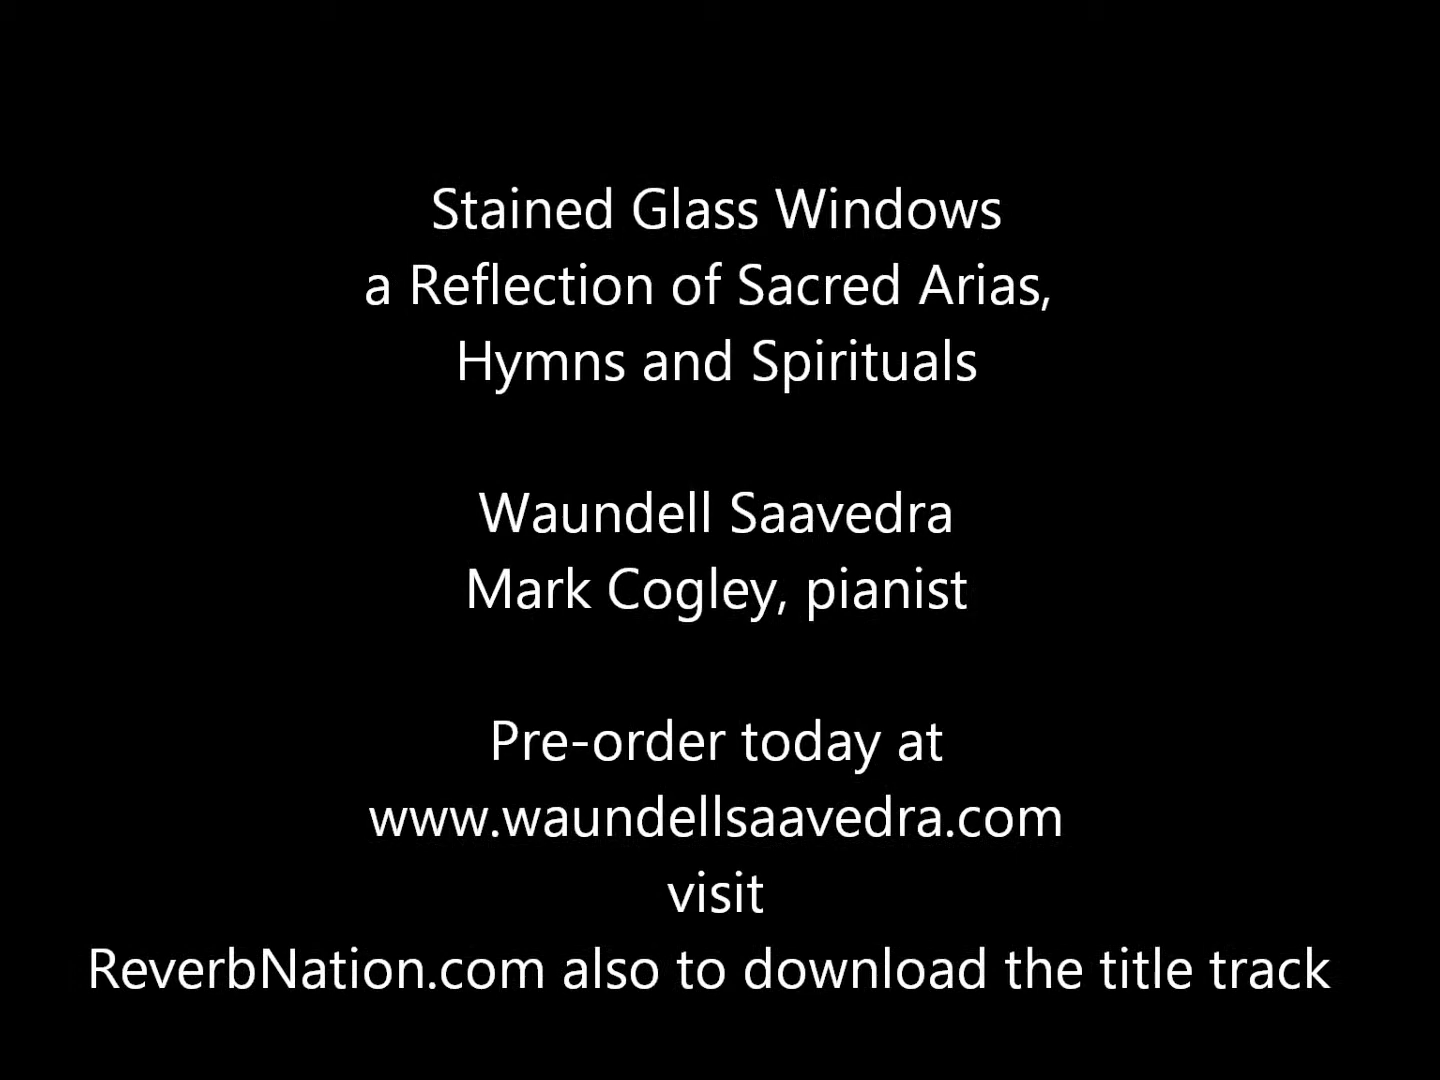 Stained Glass Windows
a Reflection of Sacred Arias,
Hymns and Spirituals
Waundell Saavedra
Mark Cogley, pianist
Pre-order today at
www.waundellsaavedra.com
visit
ReverbNation.com also to download the title track